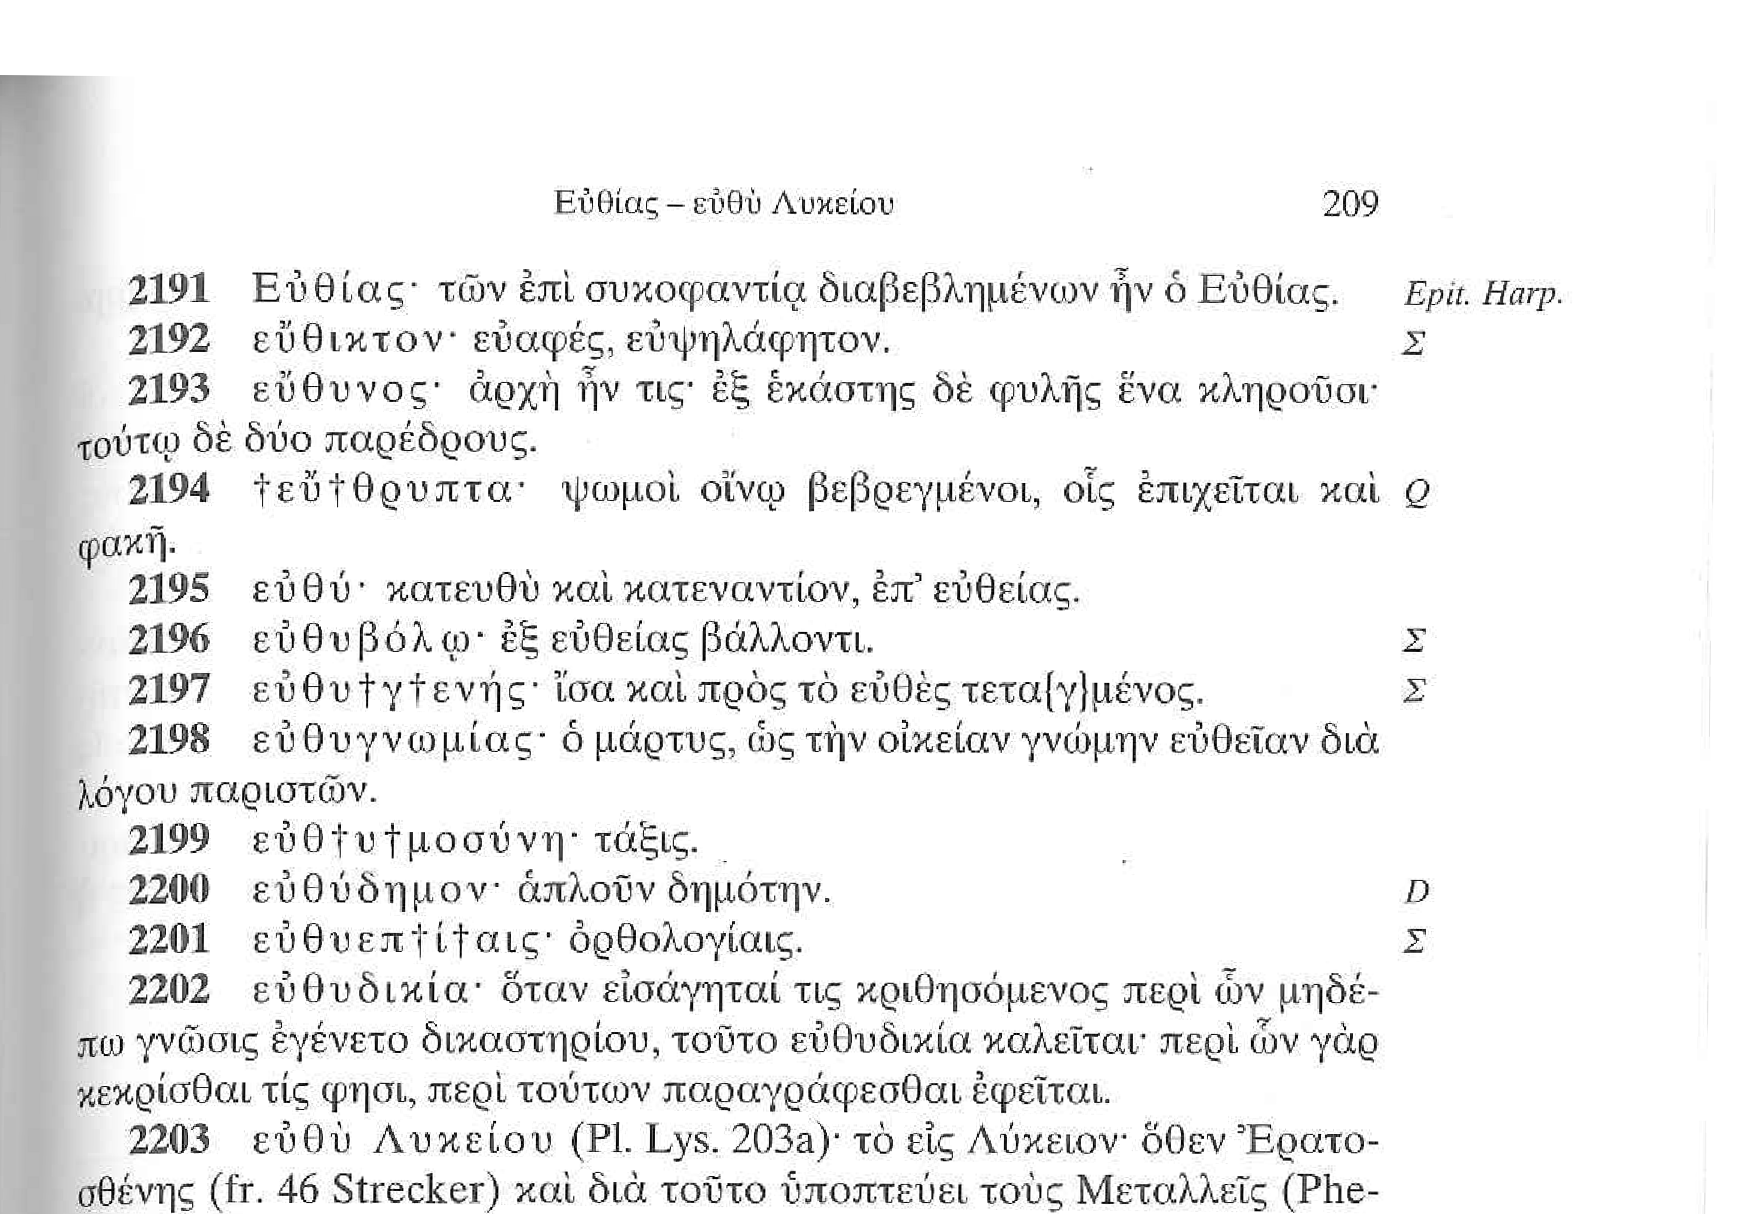 Εὐθίας – εὐθὺ Λυκείου 209
2191 Εὐθίας· τῶν ἐπὶ συκοφαντίᾳ διαβεβλημένων ἦν ὁ Εὐθίας. Epit. Harp.
2192 εὔθικτον· εὐαφές, εὐψηλάφητον. Σ
2193 εὔθυνος· ἀρχὴ ἦν τις· ἐξ ἑκάστης δὲ φυλῆς ἕνα κληροῦσι·
τούτῳ δὲ δύο παρέδρους.
2194 †εὔ†θρυπτα· ψωμοὶ οἴνῳ βεβρεγμένοι, οἷς ἐπιχεῖται καὶ Q
φακῆ.
2195 εὐθύ· κατευθὺ καὶ κατεναντίον, ἐπ’ εὐθείας.
2196 εὐθυβόλῳ· ἐξ εὐθείας βάλλοντι. Σ
2197 εὐθυ†γ†ενής· ἴσα καὶ πρὸς τὸ εὐθὲς τετα{γ}μένος. Σ
2198 εὐθυγνωμίας· ὁ μάρτυς, ὡς τὴν οἰκείαν γνώμην εὐθεῖαν διὰ
λόγου παριστῶν.
2199 εὐθ†υ†μοσύνη· τάξις.
2200 εὐθύδημον· ἁπλοῦν δημότην. D
2201 εὐθυεπ†ί†αις· ὀρθολογίαις. Σ
2202 εὐθυδικία· ὅταν εἰσάγηταί τις κριθησόμενος περὶ ὧν μηδέ-
πω γνῶσις ἐγένετο δικαστηρίου, τοῦτο εὐθυδικία καλεῖται· περὶ ὧν γὰρ
κεκρίσθαι τίς φησι, περὶ τούτων παραγράφεσθαι ἐφεῖται.
2203 εὐθὺ Λυκείου (Pl. Lys. 203a)· τὸ εἰς Λύκειον· ὅθεν Ἐρατο-
σθένης (fr. 46 Strecker) καὶ διὰ τοῦτο ὑποπτεύει τοὺς Μεταλλεῖς (Phe-